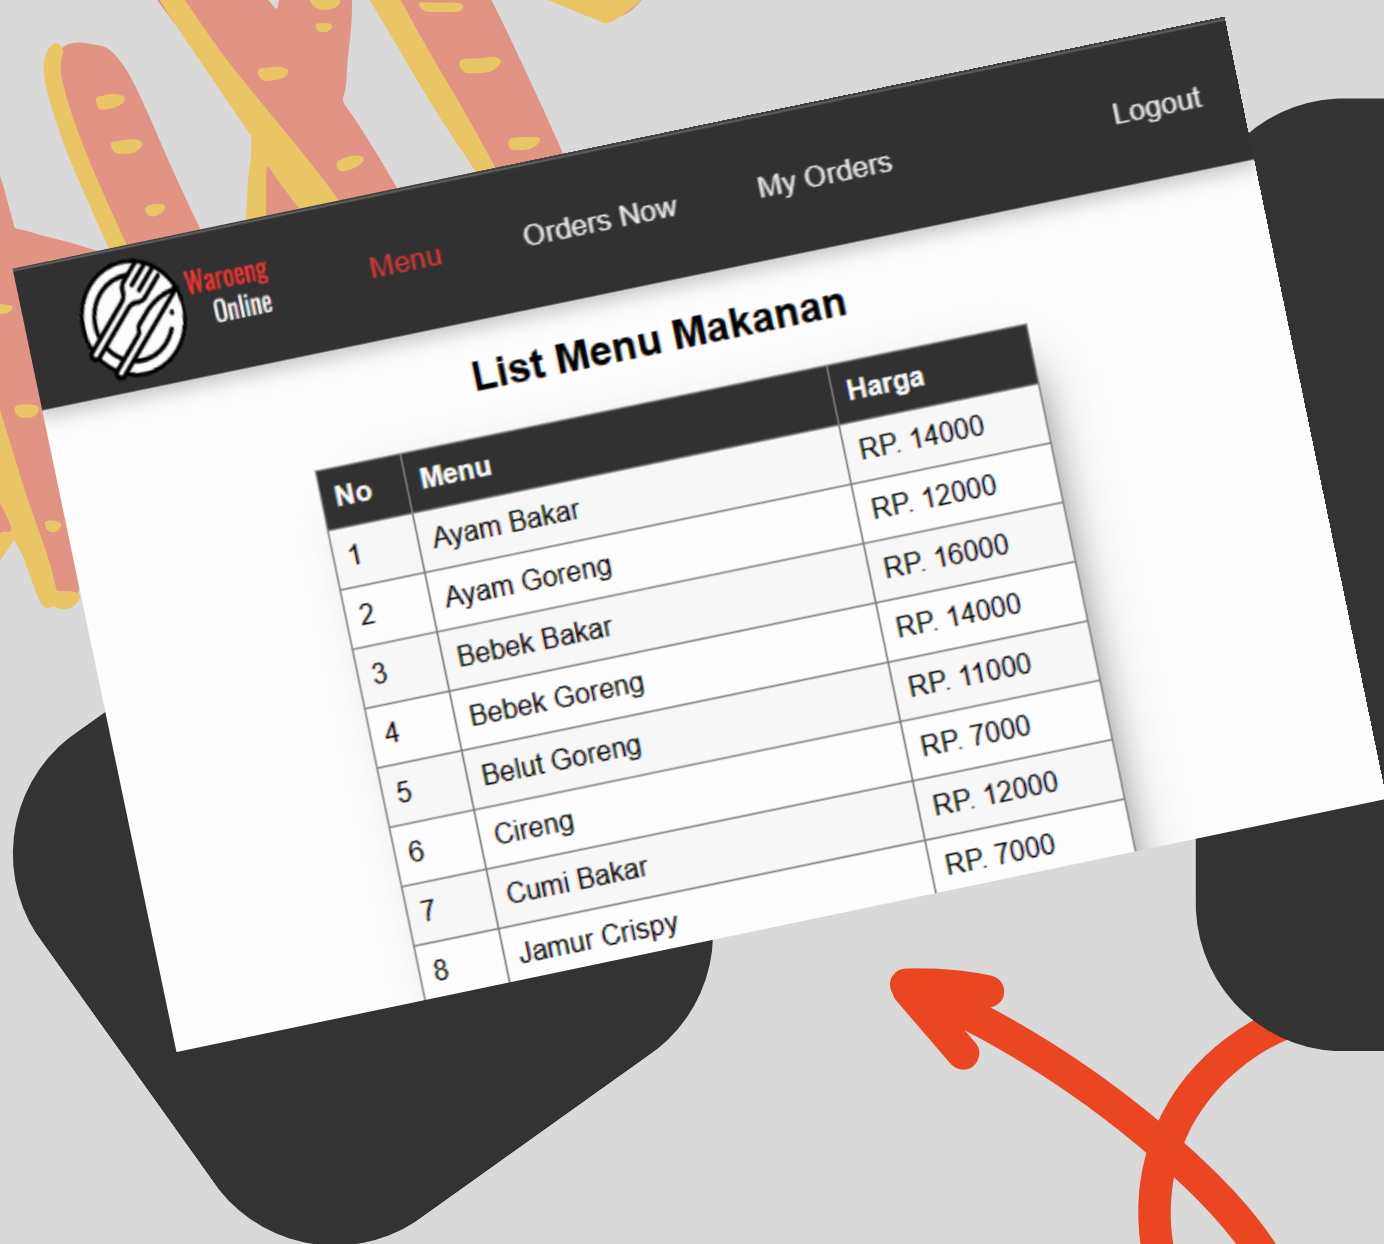 Waroeng
Online
Menu
Orders Now
My Orders
Logout
List Menu Makanan
No Menu Harga
1 Ayam Bakar RP. 14000
2 Ayam Goreng RP. 12000
3 Bebek Bakar RP. 16000
4 Bebek Goreng RP. 14000
5 Belut Goreng RP. 11000
6 Cireng RP. 7000
7 Cumi Bakar RP. 12000
8 Jamur Crispy RP. 7000